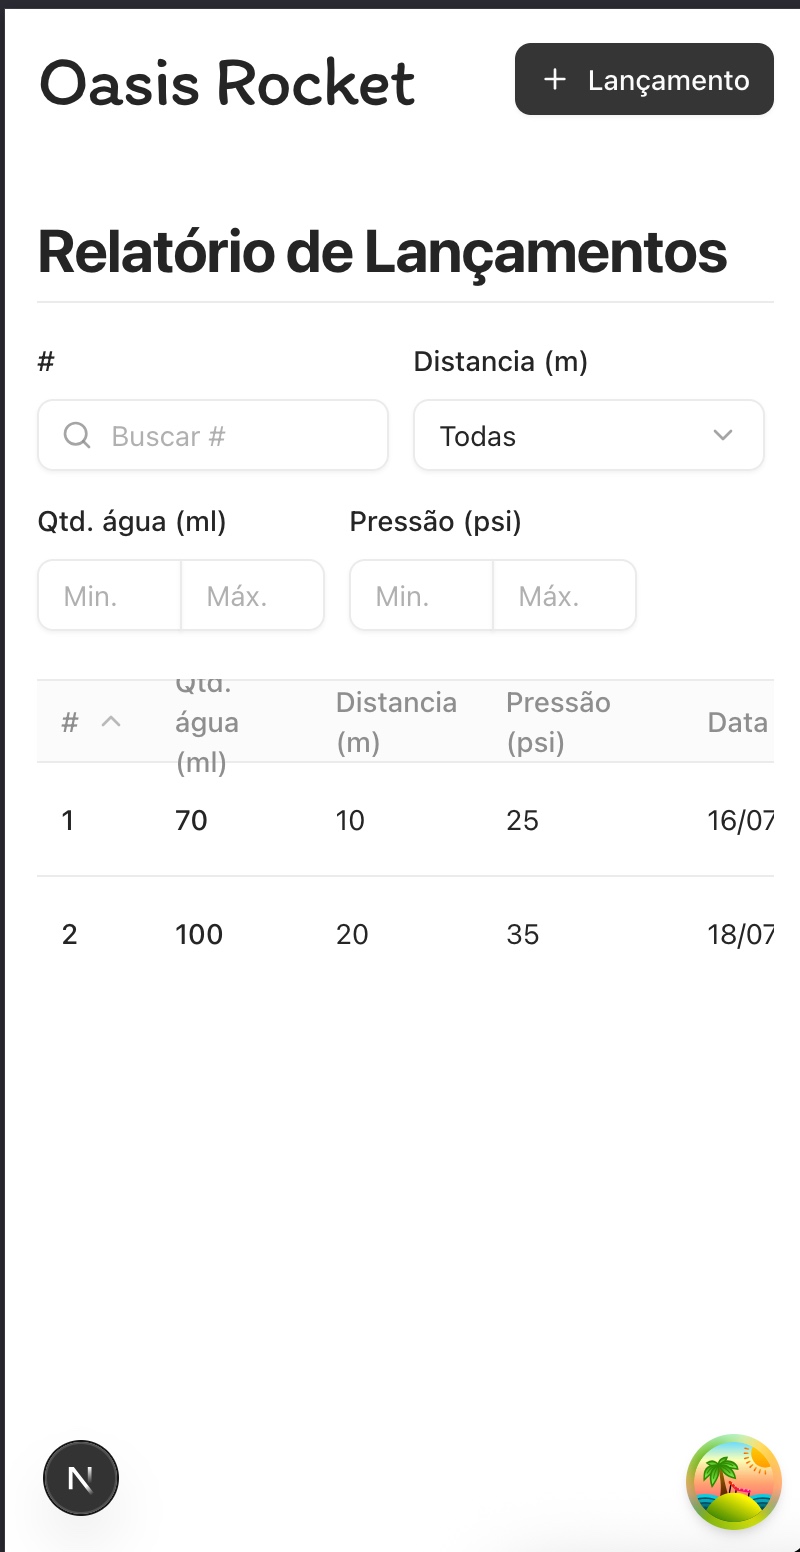 Oasis Rocket
+ Lançamento
Relatório de Lançamentos
# Distancia (m)
Buscar # Todas
Qtd. água (ml) Pressão (psi)
Min. Máx. Min. Máx.
# Qtd. água (ml) Distancia (m) Pressão (psi) Data
1 70 10 25 16/07
2 100 20 35 18/07
N